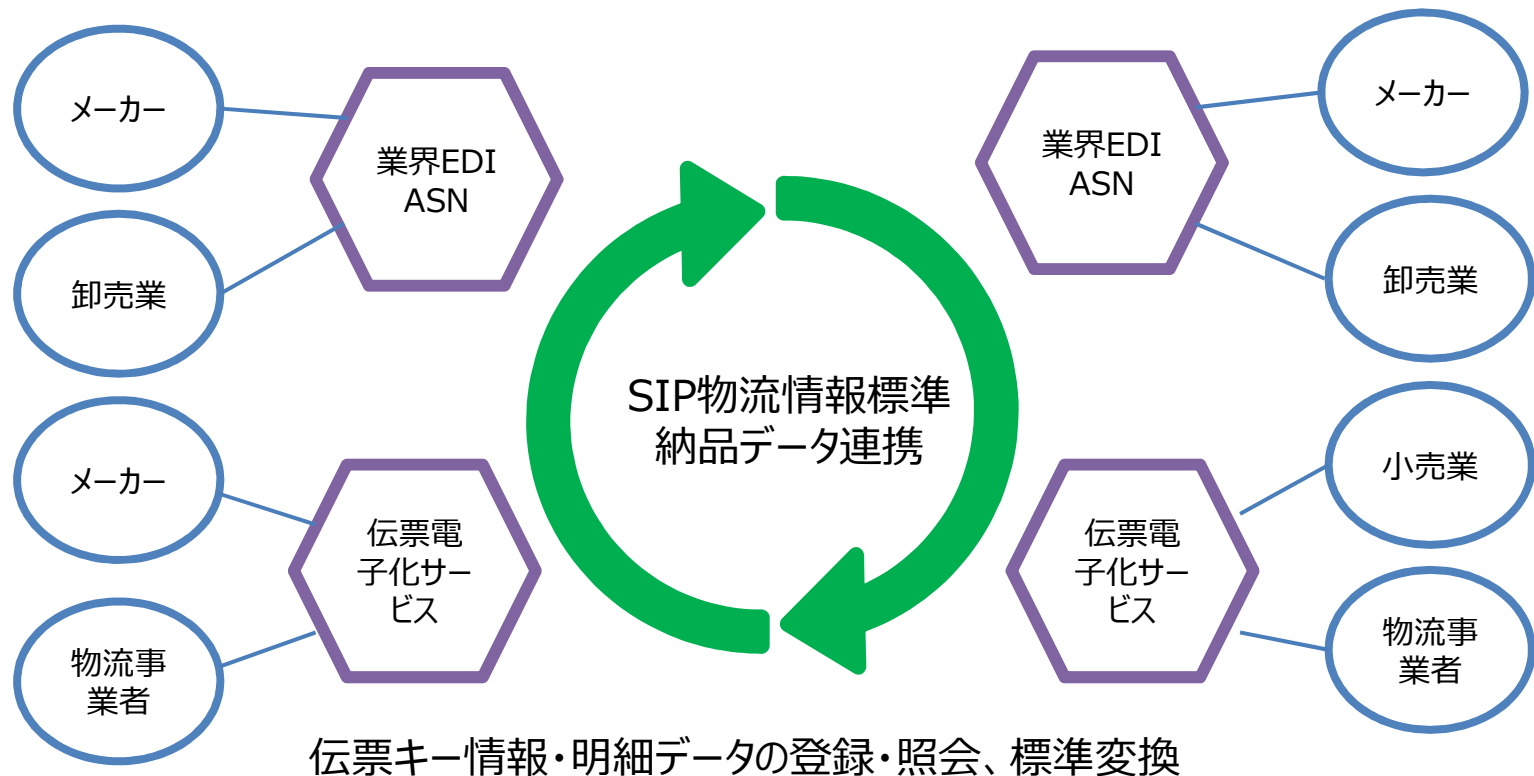 メーカー
業界EDI
ASN
卸売業
メーカー
業界EDI
ASN
卸売業
SIP物流情報標準
納品データ連携
メーカー
伝票電
子化サー
ビス
物流事
業者
小売業
伝票電
子化サー
ビス
物流事
業者
伝票キー情報・明細データの登録・照会、標準変換